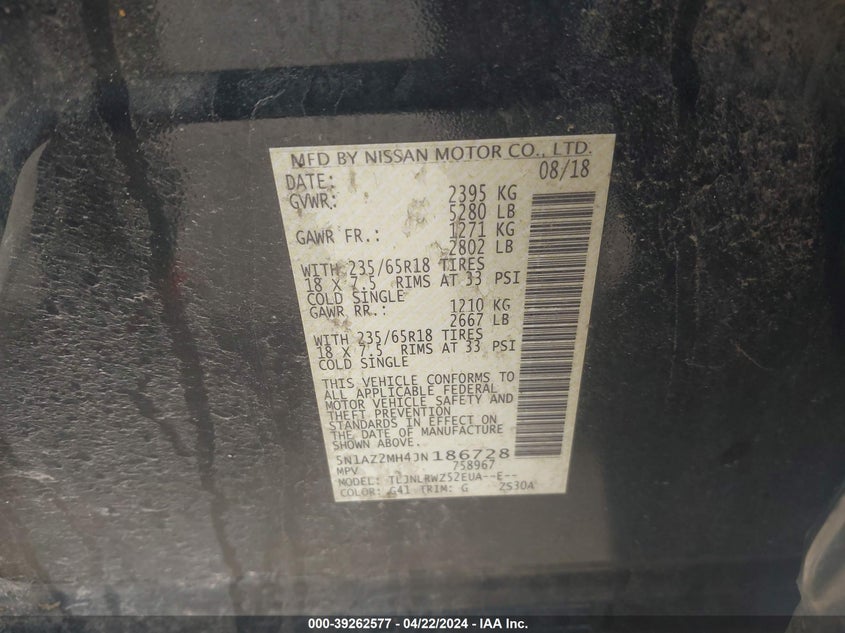 MFD BY NISSAN MOTOR CO., LTD.
DATE: 08/18
GVWR: 2395 KG
5280 LB
GAWR FR.: 1271 KG
2802 LB
WITH 235/65R18 TIRES
18 X 7.5 RIMS AT 33 PSI
COLD SINGLE
GAWR RR.: 1210 KG
2667 LB
WITH 235/65R18 TIRES
18 X 7.5 RIMS AT 33 PSI
COLD SINGLE
THIS VEHICLE CONFORMS TO
ALL APPLICABLE FEDERAL
MOTOR VEHICLE SAFETY AND
THEFT PREVENTION
STANDARDS IN EFFECT ON
THE DATE OF MANUFACTURE
SHOWN ABOVE.
5N1AZ2MH4JN186728
MPV 758967
MODEL: TLJNLRWZ52EUA--E--
COLOR: G41 TRIM: G ZS30A
000-39262577 - 04/22/2024 - IAA Inc.